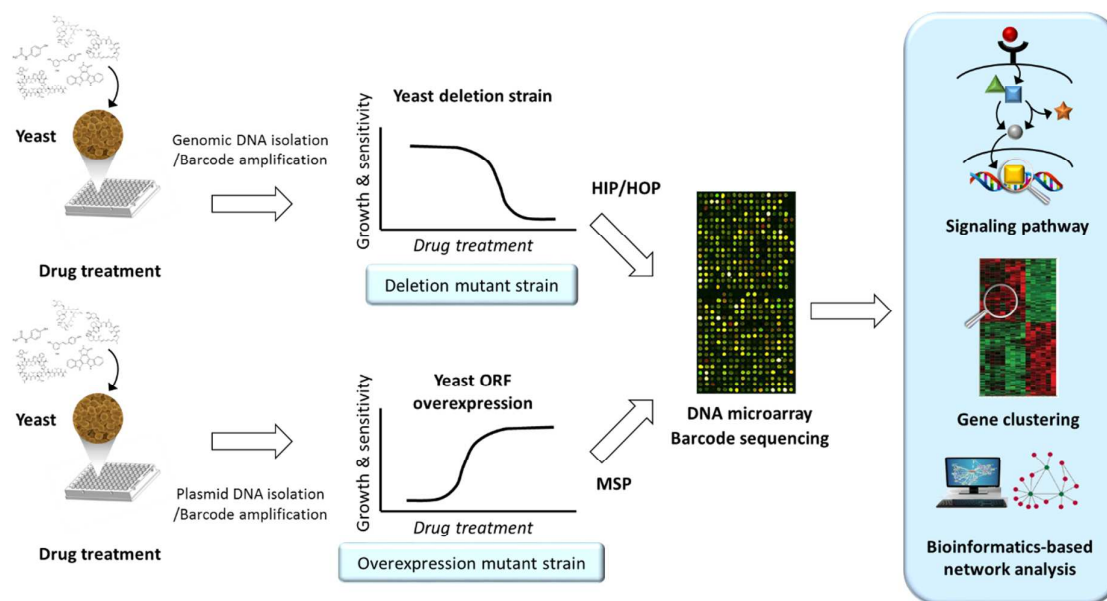 Yeast
Drug treatment
Genomic DNA isolation
/Barcode amplification
Yeast deletion strain
Growth & sensitivity
Drug treatment
Deletion mutant strain
HIP/HOP
Yeast
Drug treatment
Plasmid DNA isolation
/Barcode amplification
Yeast ORF
overexpression
Growth & sensitivity
Drug treatment
Overexpression mutant strain
MSP
DNA microarray
Barcode sequencing
Signaling pathway
Gene clustering
Bioinformatics-based
network analysis